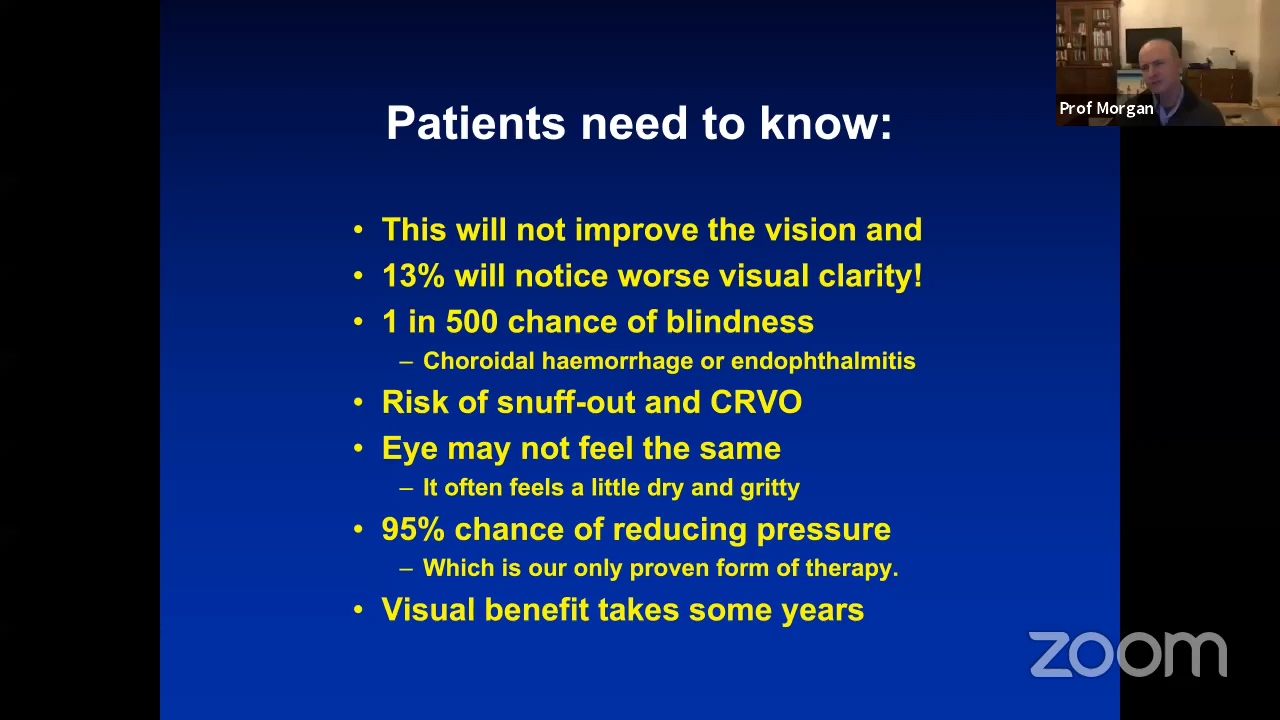 Prof Morgan
Patients need to know:
• This will not improve the vision and
• 13% will notice worse visual clarity!
• 1 in 500 chance of blindness
– Choroidal haemorrhage or endophthalmitis
• Risk of snuff-out and CRVO
• Eye may not feel the same
– It often feels a little dry and gritty
• 95% chance of reducing pressure
– Which is our only proven form of therapy.
• Visual benefit takes some years
zoom